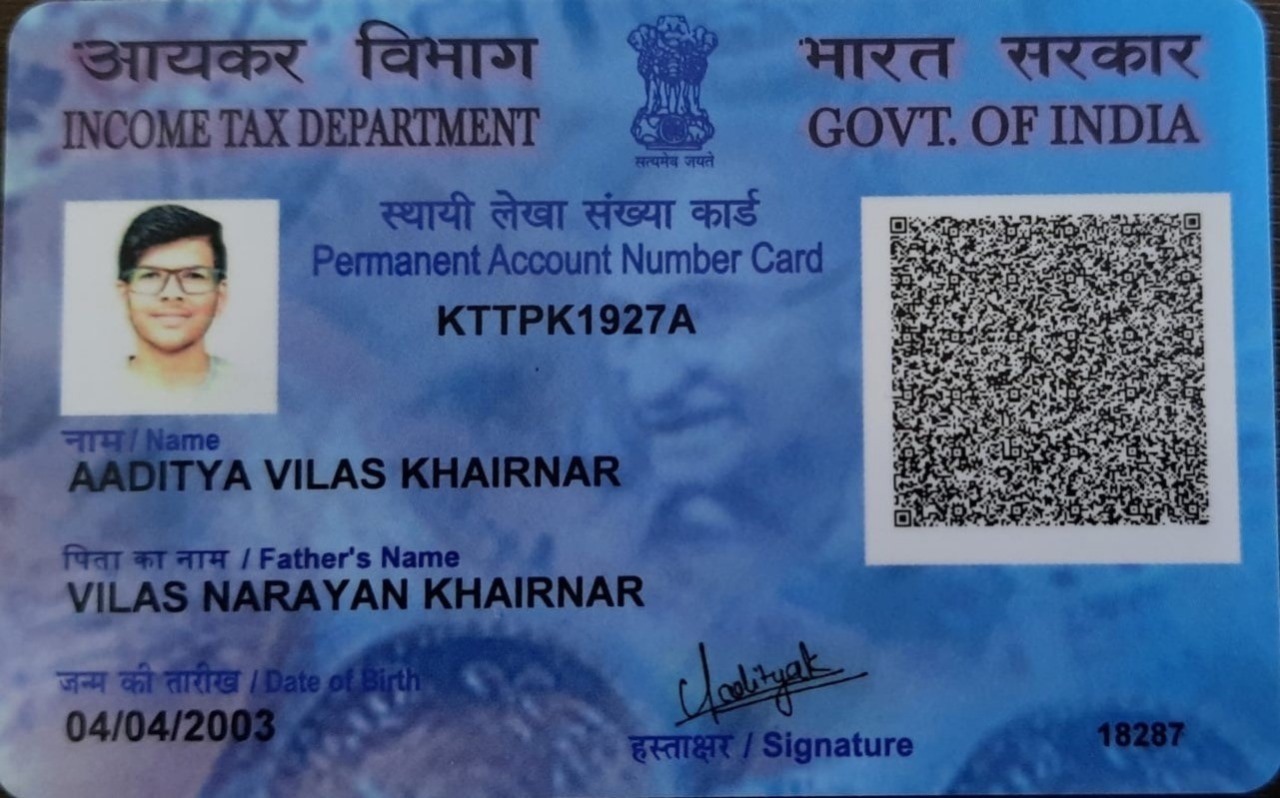 आयकर विभाग
INCOME TAX DEPARTMENT
सत्यमेव जयते
भारत सरकार
GOVT. OF INDIA
स्थायी लेखा संख्या कार्ड
Permanent Account Number Card
KTTPK1927A
नाम / Name
AADITYA VILAS KHAIRNAR
पिता का नाम / Father's Name
VILAS NARAYAN KHAIRNAR
जन्म की तारीख / Date of Birth
04/04/2003
Aadityak
हस्ताक्षर / Signature
18287